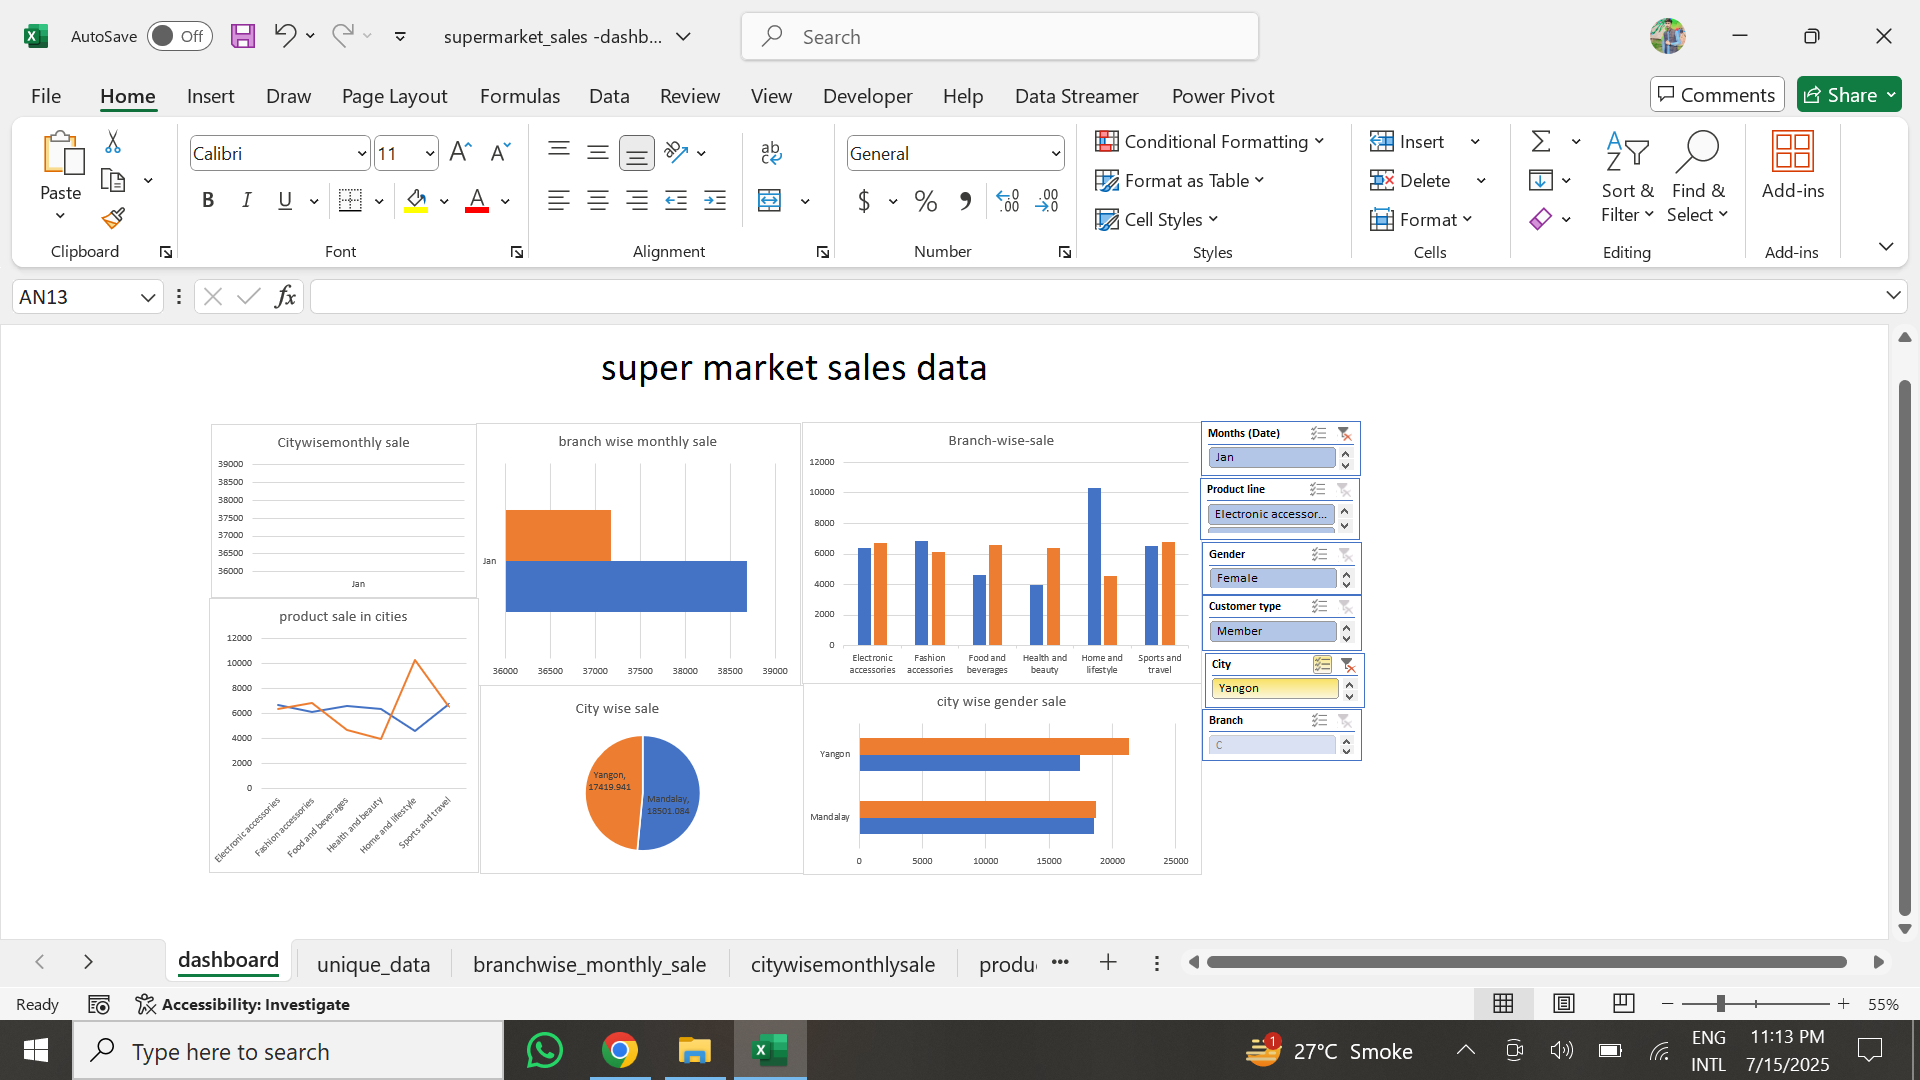 AutoSave Off supermarket_sales -dashb... Search
File Home Insert Draw Page Layout Formulas Data Review View Developer Help Data Streamer Power Pivot Comments Share
Paste
Clipboard
Calibri 11
B I U A
Font
ab
Alignment
General
$ % , .00 .00
Number
Conditional Formatting
Format as Table
Cell Styles
Styles
Insert
Delete
Format
Cells
Sort & Filter
Find & Select
Editing
Add-ins
Add-ins
AN13 fx
super market sales data
Citywisemonthly sale
39000
38500
38000
37500
37000
36500
36000
Jan
branch wise monthly sale
Jan
36000 36500 37000 37500 38000 38500 39000
Branch-wise-sale
12000
10000
8000
6000
4000
2000
0
Electronic accessories Fashion accessories Food and beverages Health and beauty Home and lifestyle Sports and travel
product sale in cities
12000
10000
8000
6000
4000
2000
0
Electronic accessories Fashion accessories Food and beverages Health and beauty Home and lifestyle Sports and travel
City wise sale
Yangon, 17419.941
Mandalay, 18501.084
city wise gender sale
Yangon
Mandalay
0 5000 10000 15000 20000 25000
Months (Date)
Jan
Product line
Electronic accessor...
Gender
Female
Customer type
Member
City
Yangon
Branch
C
dashboard unique_data branchwise_monthly_sale citywisemonthlysale produ ...
Ready Accessibility: Investigate 55%
Type here to search 1 27°C Smoke ENG INTL 11:13 PM 7/15/2025